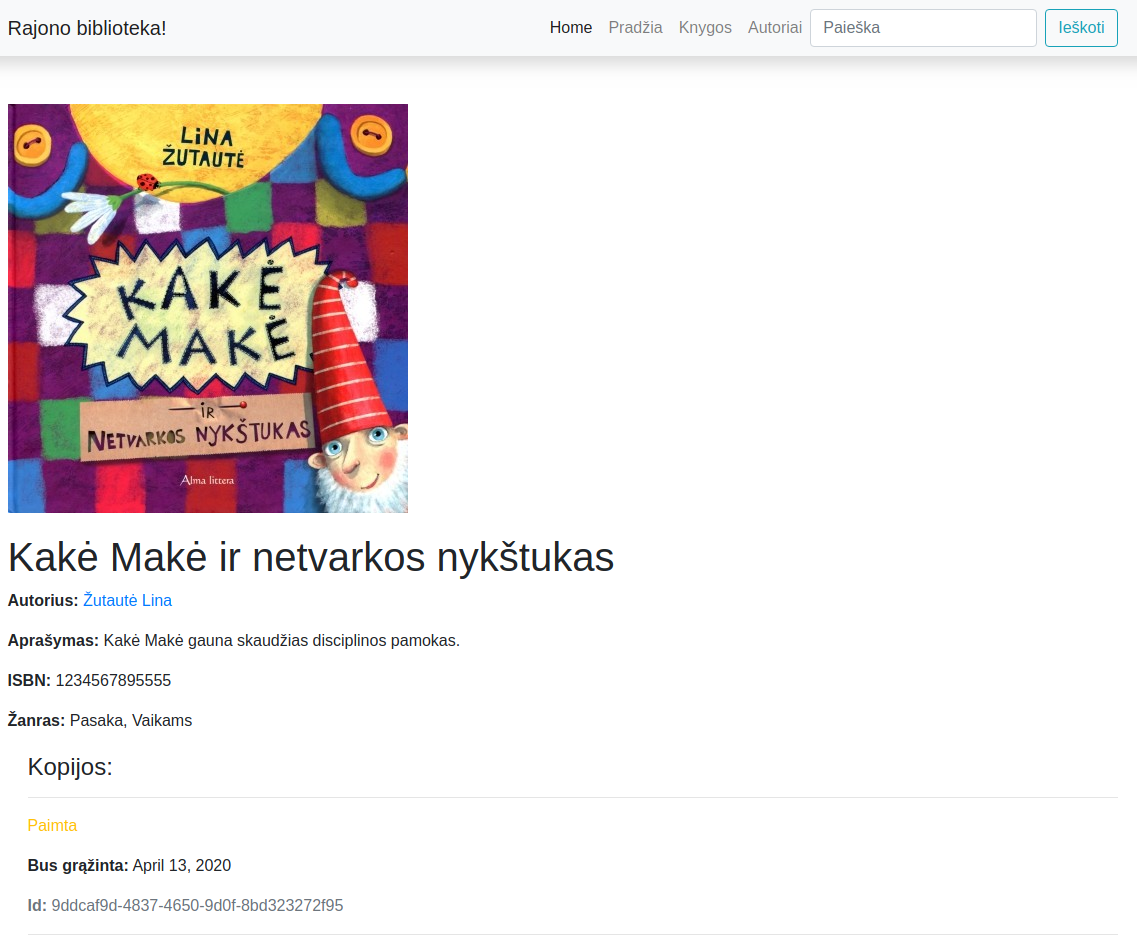 Rajono biblioteka!
Home Pradžia Knygos Autoriai Paieška Ieškoti
LINA
ŽUTAUTĖ
KAKĖ
MAKĖ
IR
NETVARKOS NYKŠTUKAS
Alma littera
Kakė Makė ir netvarkos nykštukas
Autorius: Žutautė Lina
Aprašymas: Kakė Makė gauna skaudžias disciplinos pamokas.
ISBN: 1234567895555
Žanras: Pasaka, Vaikams
Kopijos:
Paimta
Bus grąžinta: April 13, 2020
Id: 9ddcaf9d-4837-4650-9d0f-8bd323272f95